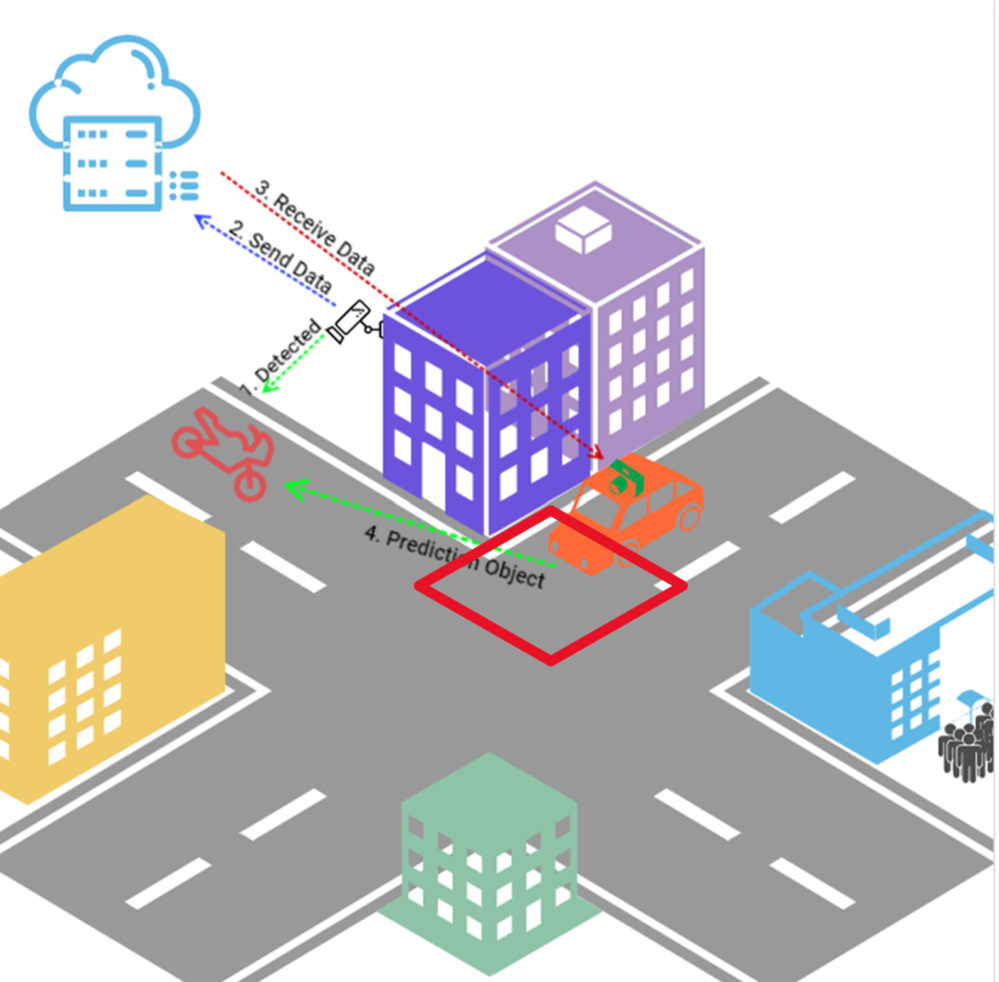 3. Receive Data
2. Send Data
1. Detected
4. Prediction Object